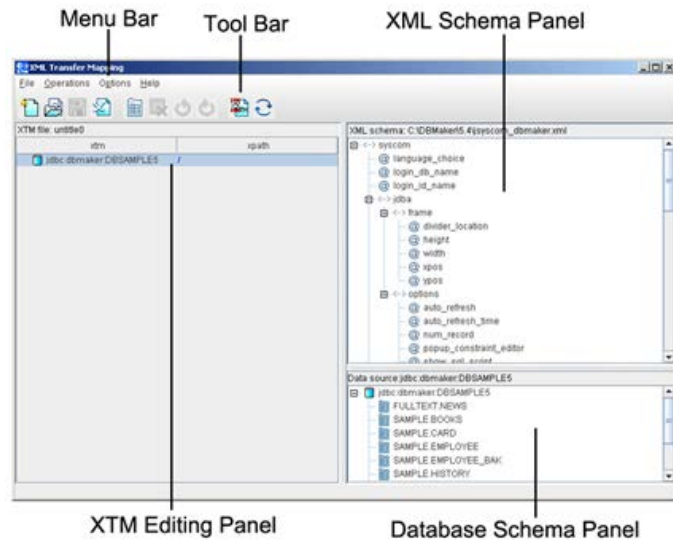 Menu Bar
Tool Bar
XML Schema Panel
XML Transfer Mapping
File Operations Options Help
XTM file: untitle0
xtm xpath
jdbc:dbmaker:DBSAMPLE5 /
XML schema: C:\DBMaker\5.4\jsyscom_dbmaker.xml
<-> syscom
@ language_choice
@ login_db_name
@ login_id_name
<-> jdba
<-> frame
@ divider_location
@ height
@ width
@ xpos
@ ypos
<-> options
@ auto_refresh
@ auto_refresh_time
@ num_record
@ popup_constraint_editor
@ show_sql_script
Data source:jdbc:dbmaker:DBSAMPLE5
jdbc:dbmaker:DBSAMPLE5
FULLTEXT.NEWS
SAMPLE.BOOKS
SAMPLE.CARD
SAMPLE.EMPLOYEE
SAMPLE.EMPLOYEE_BAK
SAMPLE.HISTORY
XTM Editing Panel
Database Schema Panel